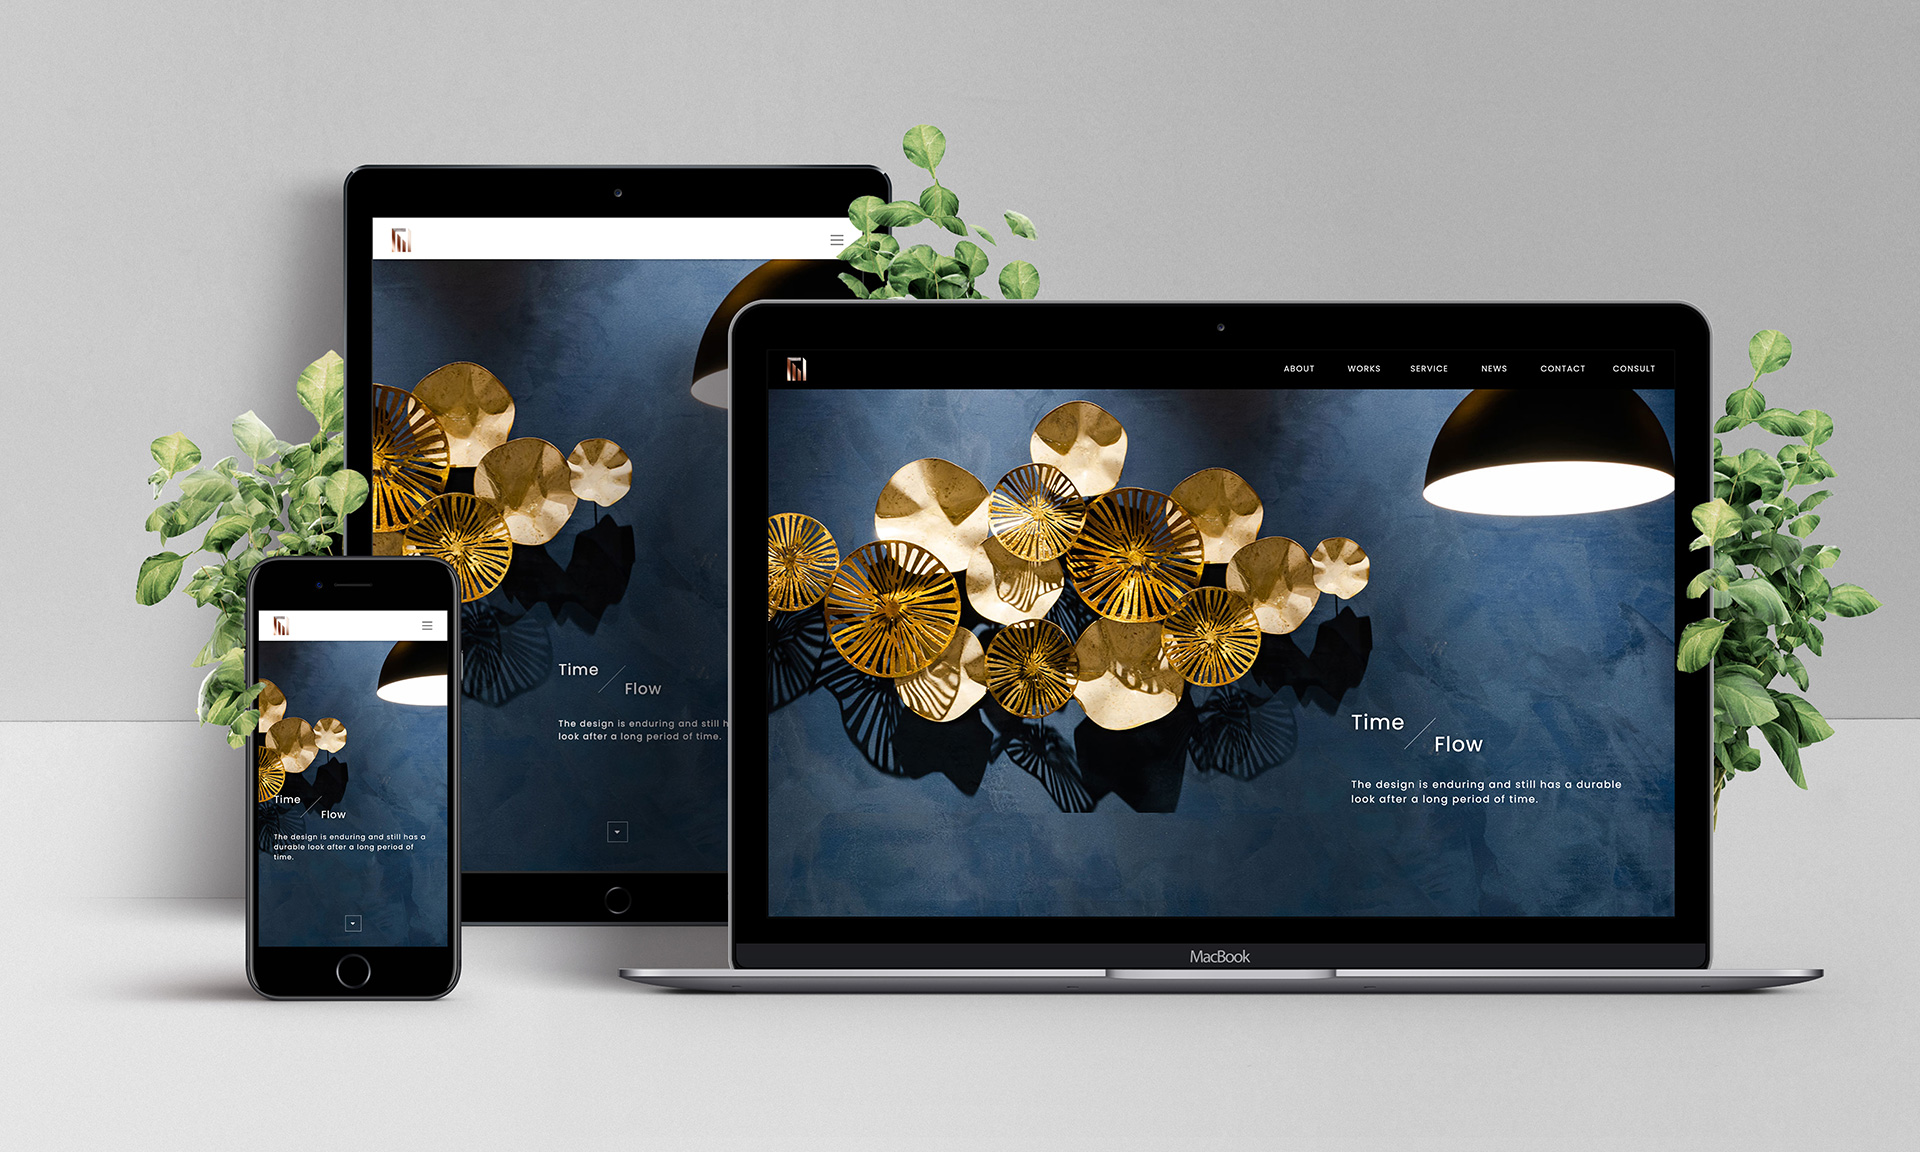 ABOUT WORKS SERVICE NEWS CONTACT CONSULT
Time
Flow
The design is enduring and still has a durable
look after a long period of time.
MacBook
Time
Flow
The design is enduring and still h
look after a long period of time.
Time
Flow
The design is enduring and still has a
durable look after a long period of
time.